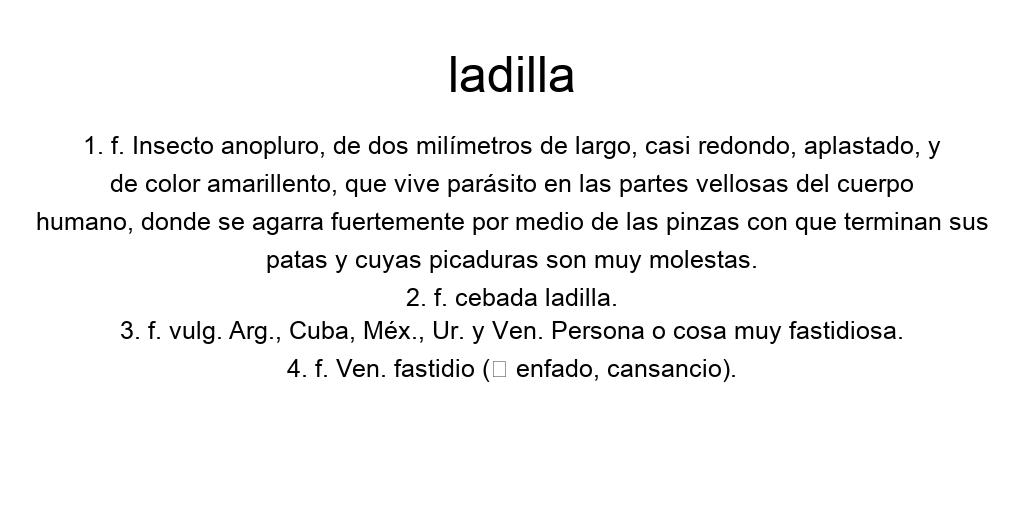 ladilla
1. f. Insecto anopluro, de dos milímetros de largo, casi redondo, aplastado, y
de color amarillento, que vive parásito en las partes vellosas del cuerpo
humano, donde se agarra fuertemente por medio de las pinzas con que terminan sus
patas y cuyas picaduras son muy molestas.
2. f. cebada ladilla.
3. f. vulg. Arg., Cuba, Méx., Ur. y Ven. Persona o cosa muy fastidiosa.
4. f. Ven. fastidio (□ enfado, cansancio).